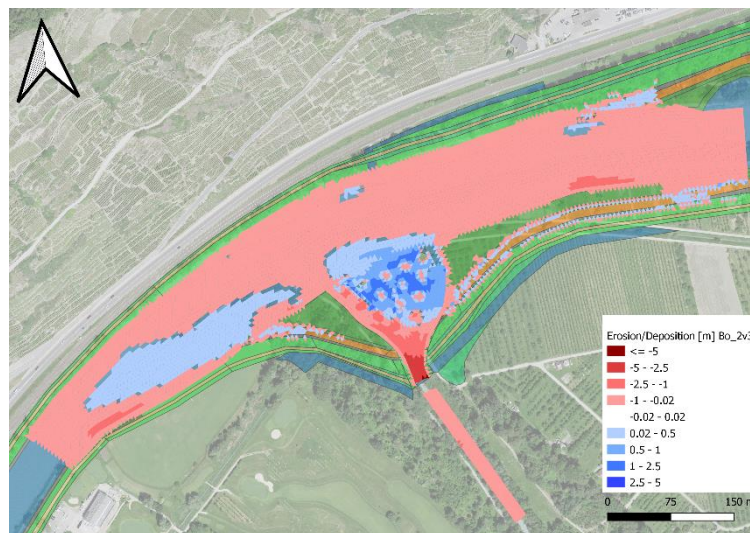 Erosion/Deposition [m] Bo_2v3
<= -5
-5 - -2.5
-2.5 - -1
-1 - -0.02
-0.02 - 0.02
0.02 - 0.5
0.5 - 1
1 - 2.5
2.5 - 5
0 75 150 m